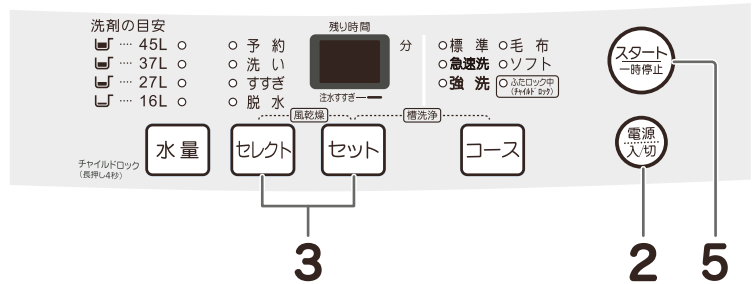 洗剤の目安
45L
37L
27L
16L
予約
洗い
すすぎ
脱水
残り時間
分
注水すすぎ
標準
急速洗
強洗
毛布
ソフト
ふたロック中
(チャイルドロック)
風乾燥
槽洗浄
水量
セレクト
セット
コース
チャイルドロック
(長押し4秒)
スタート
一時停止
電源
入/切
3
2
5